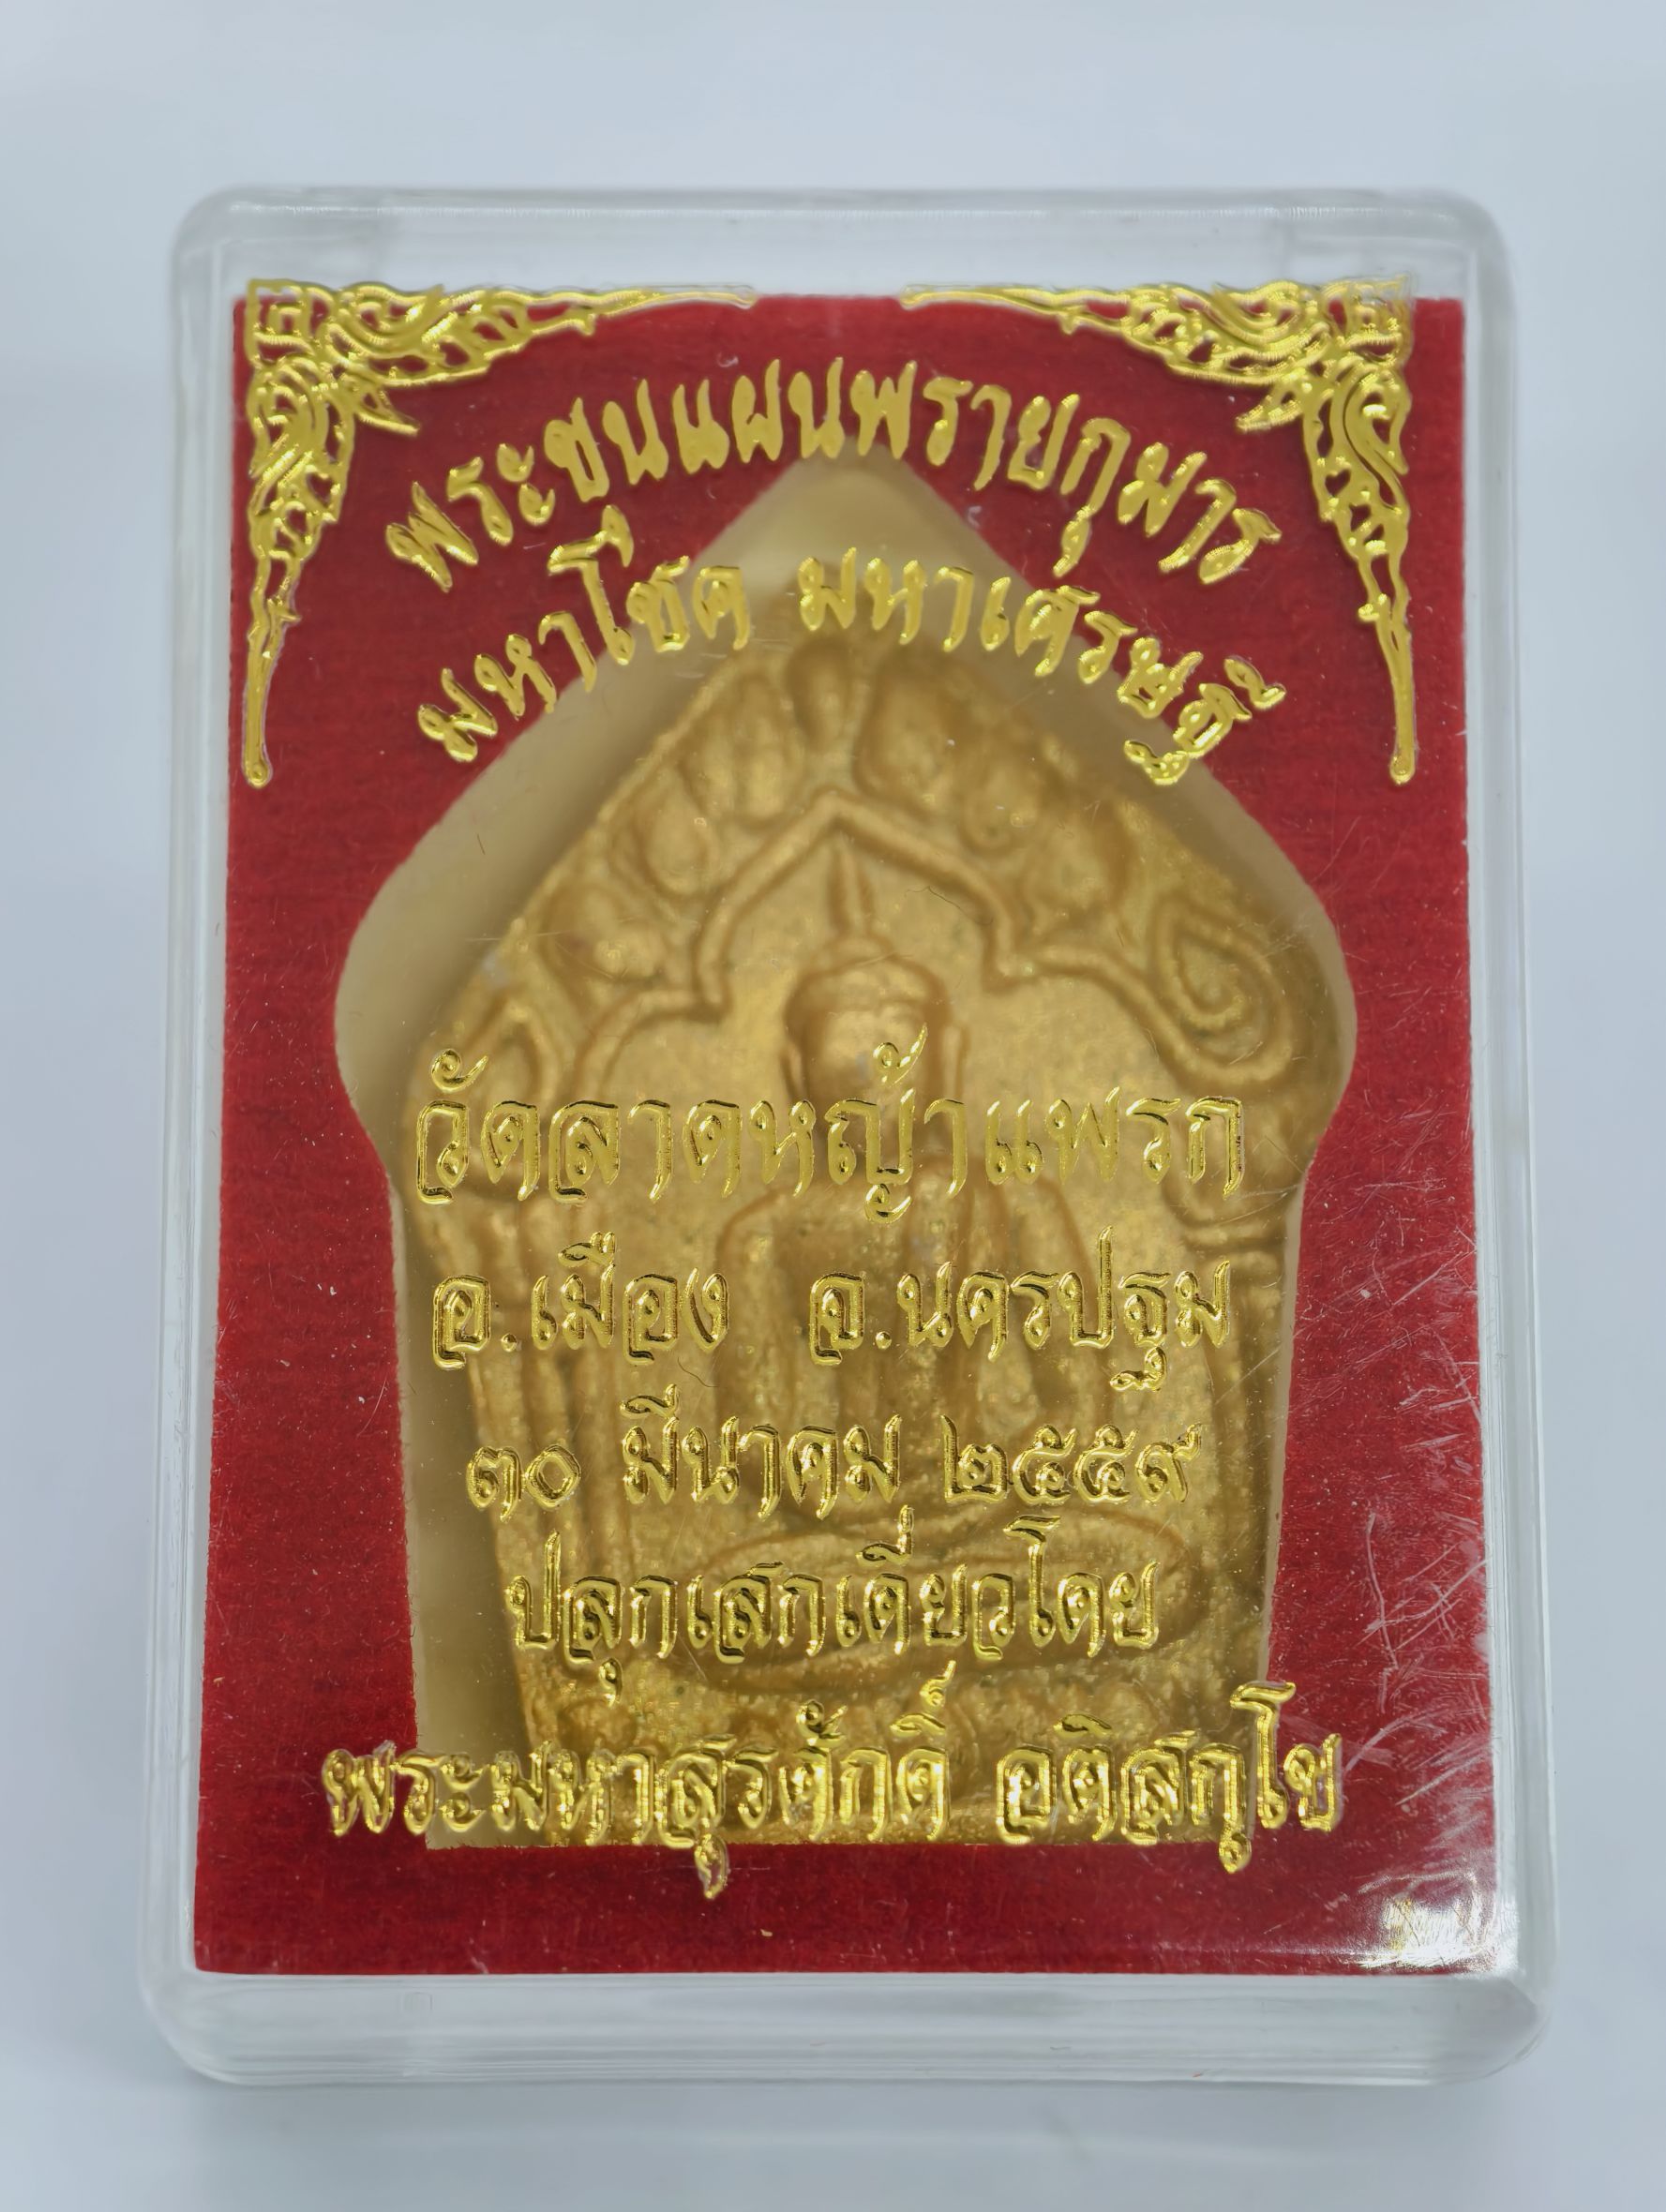 พระขุนแผนพรายกุมาร
มหาโชค มหาเศรษฐี
วัดลาดหญ้าแพรก
อ.เมือง จ.นครปฐม
๓๐ มีนาคม ๒๕๕๙
ปลุกเสกเดี่ยวโดย
พระมหาสุรศักดิ์ อติสกฺโข